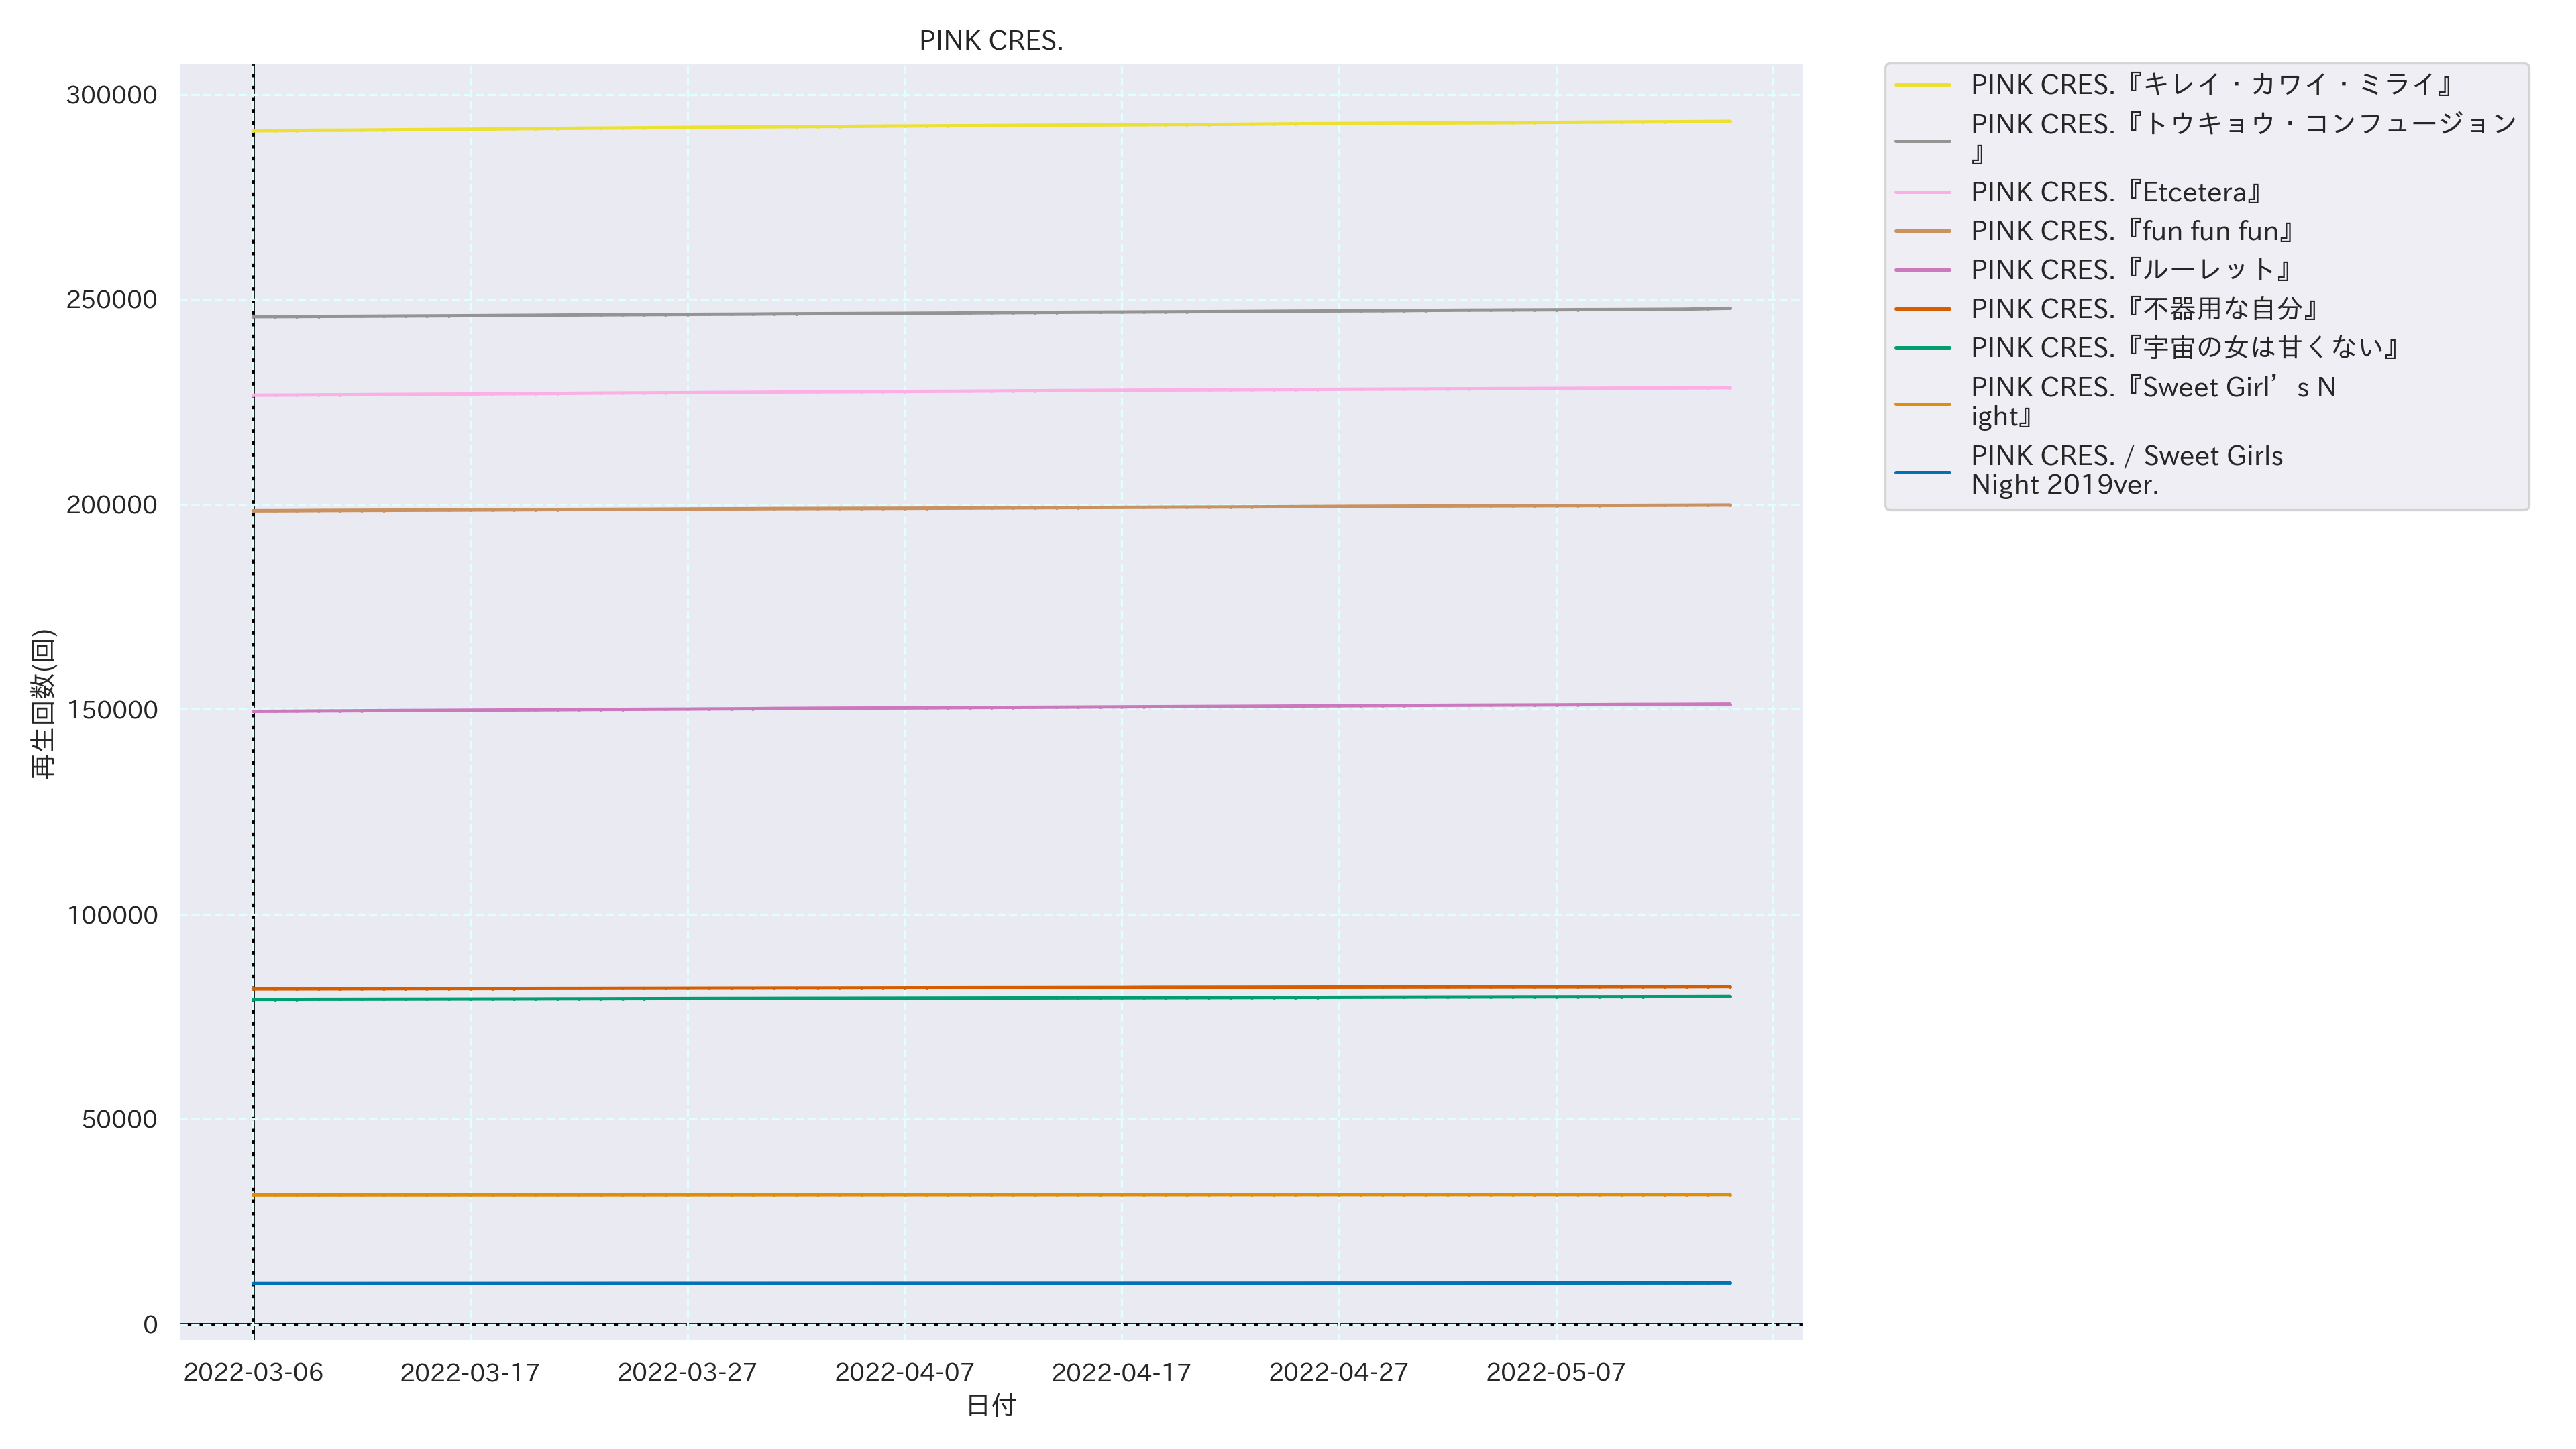 PINK CRES.
300000
250000
200000
150000
100000
50000
0
再生回数(回)
2022-03-06
2022-03-17
2022-03-27
2022-04-07
2022-04-17
2022-04-27
2022-05-07
日付
PINK CRES.『キレイ・カワイ・ミライ』
PINK CRES.『トウキョウ・コンフュージョン
』
PINK CRES.『Etcetera』
PINK CRES.『fun fun fun』
PINK CRES.『ルーレット』
PINK CRES.『不器用な自分』
PINK CRES.『宇宙の女は甘くない』
PINK CRES.『Sweet Girl’s N
ight』
PINK CRES. / Sweet Girls
Night 2019ver.